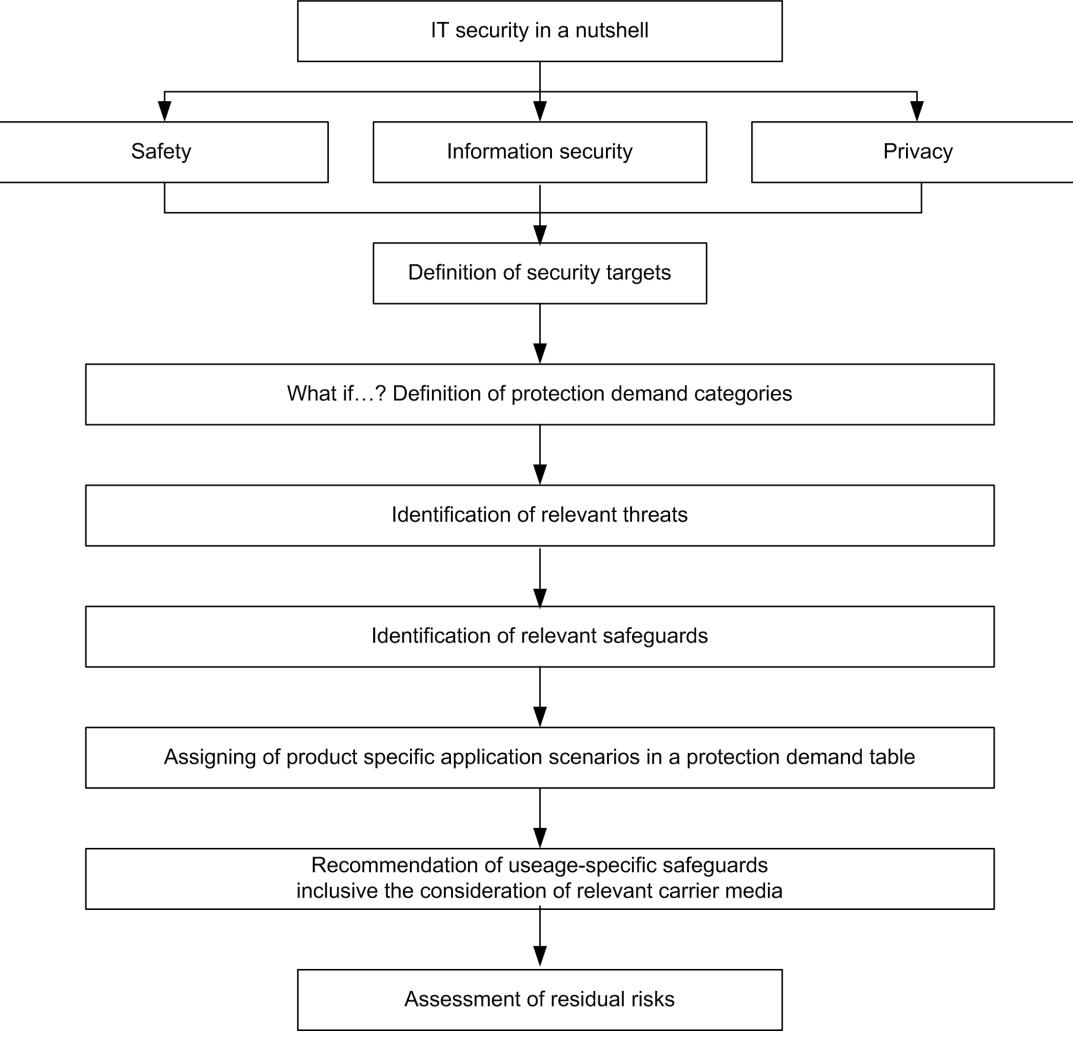 IT security in a nutshell
Safety
Information security
Privacy
Definition of security targets
What if…? Definition of protection demand categories
Identification of relevant threats
Identification of relevant safeguards
Assigning of product specific application scenarios in a protection demand table
Recommendation of useage-specific safeguards
inclusive the consideration of relevant carrier media
Assessment of residual risks